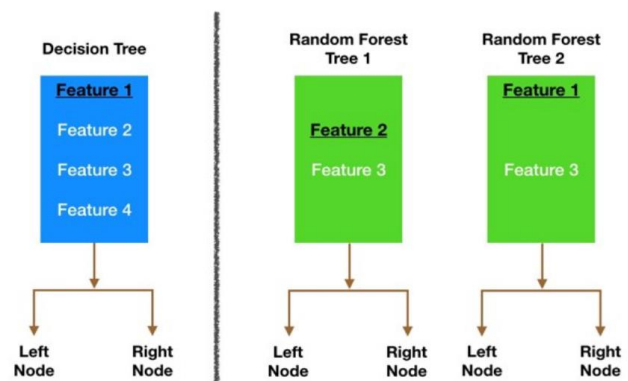 Decision Tree
Feature 1
Feature 2
Feature 3
Feature 4
Left
Node
Right
Node
Random Forest
Tree 1
Feature 2
Feature 3
Left
Node
Right
Node
Random Forest
Tree 2
Feature 1
Feature 3
Left
Node
Right
Node